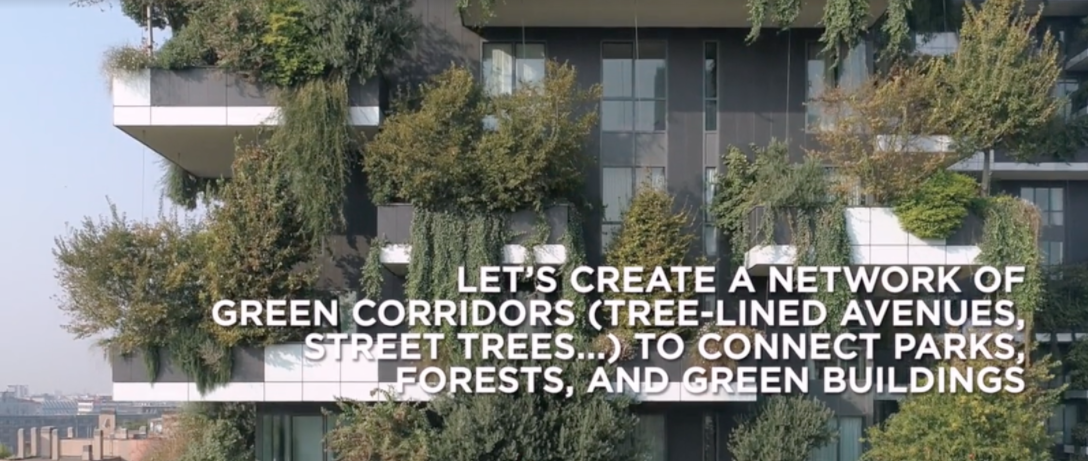 LET'S CREATE A NETWORK OF
GREEN CORRIDORS (TREE-LINED AVENUES,
STREET TREES...) TO CONNECT PARKS,
FORESTS, AND GREEN BUILDINGS